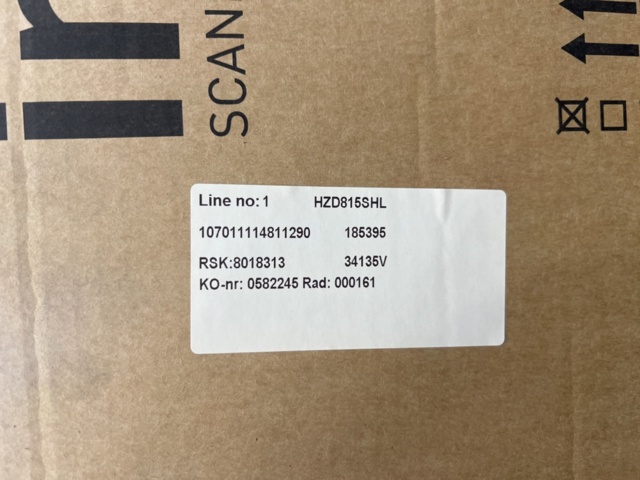 SCAN
Line no: 1 HZD815SHL
107011114811290 185395
RSK:8018313 34135V
KO-nr: 0582245 Rad: 000161